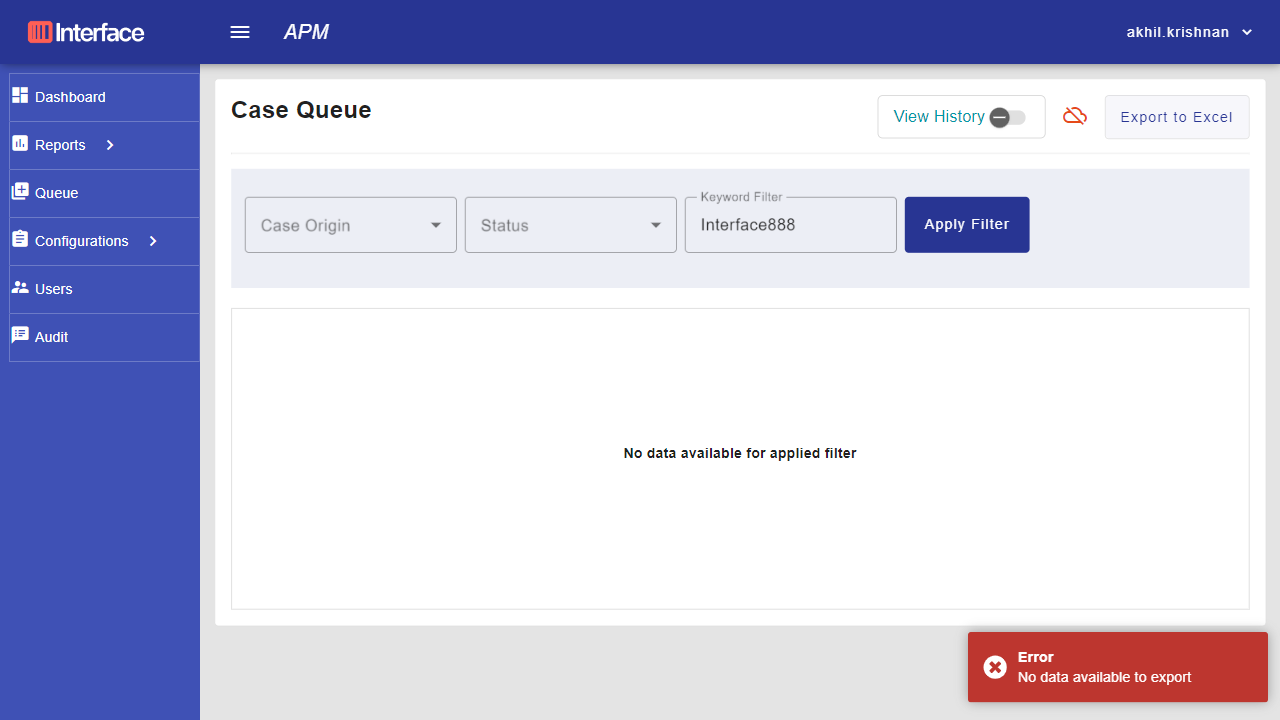 Interface
APM
akhil.krishnan
Dashboard
Reports
Queue
Configurations
Users
Audit
Case Queue
View History
Export to Excel
Case Origin
Status
Keyword Filter
Interface888
Apply Filter
No data available for applied filter
Error
No data available to export